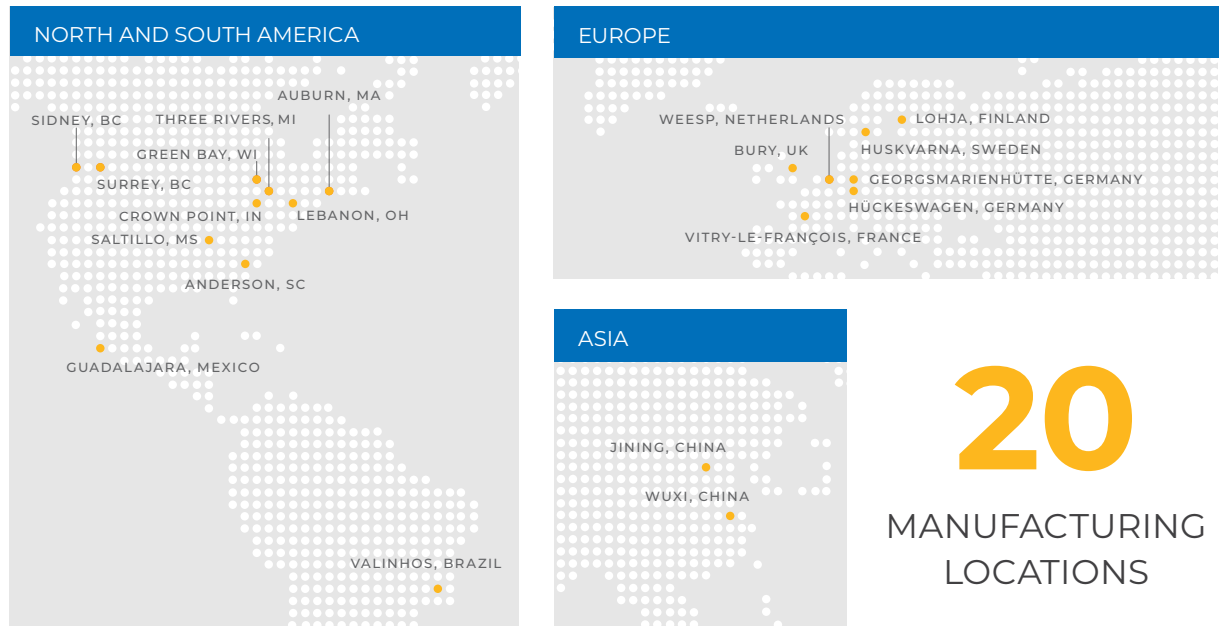 NORTH AND SOUTH AMERICA
AUBURN, MA
SIDNEY, BC
THREE RIVERS, MI
GREEN BAY, WI
SURREY, BC
CROWN POINT, IN
LEBANON, OH
SALTILLO, MS
ANDERSON, SC
GUADALAJARA, MEXICO
VALINHOS, BRAZIL
EUROPE
WEESP, NETHERLANDS
LOHJA, FINLAND
BURY, UK
HUSKVARNA, SWEDEN
GEORGSMARIENHÜTTE, GERMANY
HÜCKESWAGEN, GERMANY
VITRY-LE-FRANÇOIS, FRANCE
ASIA
JINING, CHINA
WUXI, CHINA
20
MANUFACTURING
LOCATIONS